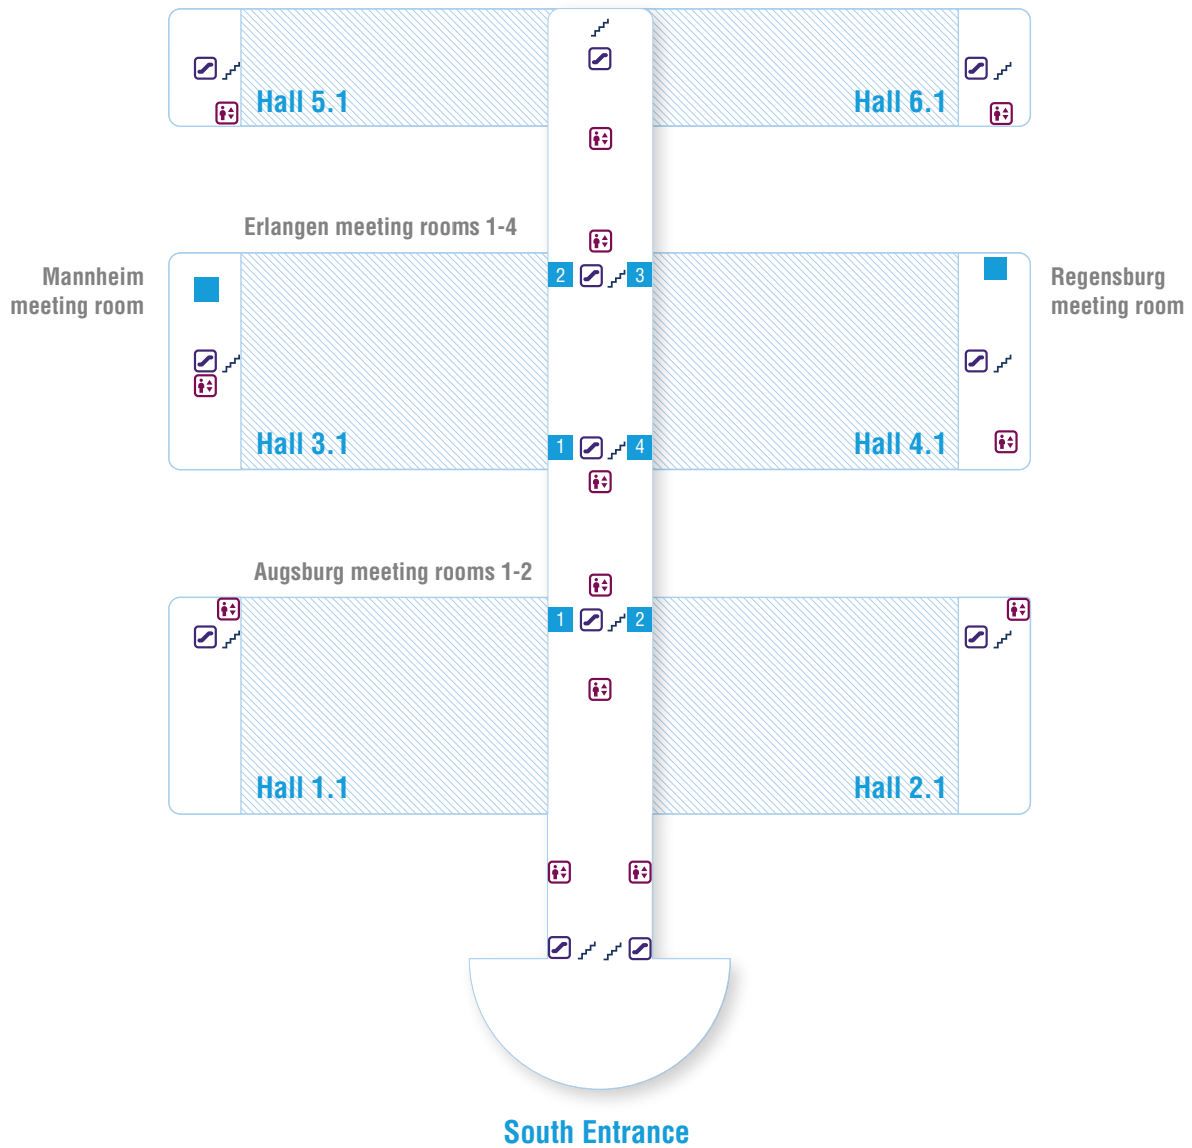 Hall 5.1
Hall 6.1
Erlangen meeting rooms 1-4
Mannheim
meeting room
2
3
Regensburg
meeting room
Hall 3.1
1
4
Hall 4.1
Augsburg meeting rooms 1-2
1
2
Hall 1.1
Hall 2.1
South Entrance